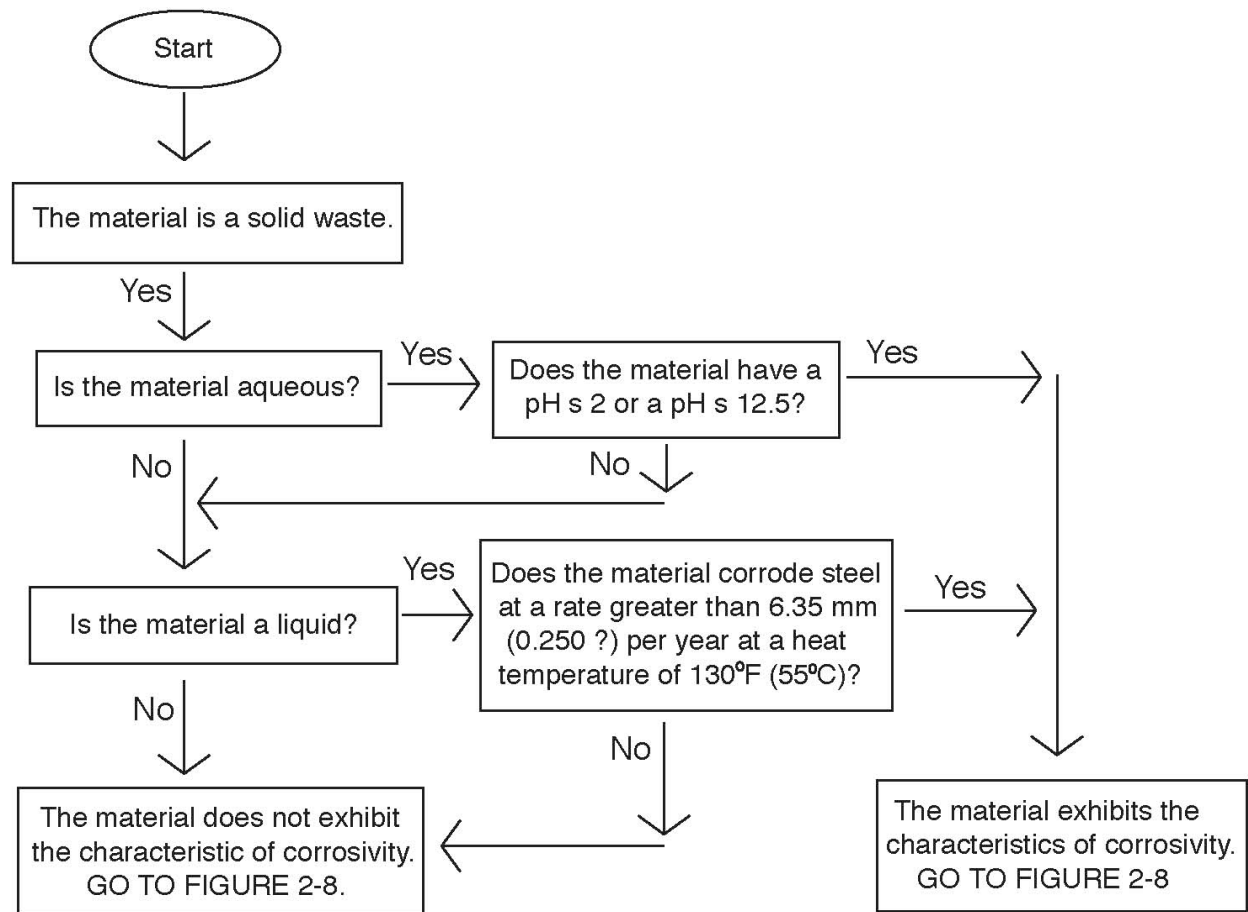 Start
The material is a solid waste.
Yes
Is the material aqueous?
Yes
Does the material have a
pH s 2 or a pH s 12.5?
Yes
No
No
Is the material a liquid?
Yes
Does the material corrode steel
at a rate greater than 6.35 mm
(0.250 ?) per year at a heat
temperature of 130ºF (55ºC)?
Yes
No
No
The material does not exhibit
the characteristic of corrosivity.
GO TO FIGURE 2-8.
The material exhibits the
characteristics of corrosivity.
GO TO FIGURE 2-8